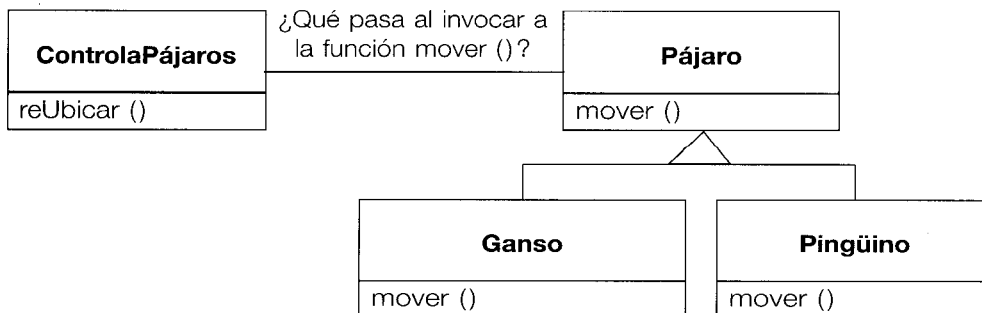 ¿Qué pasa al invocar a
la función mover ()?
ControlaPájaros
reUbicar ()
Pájaro
mover ()
Ganso
mover ()
Pingüino
mover ()